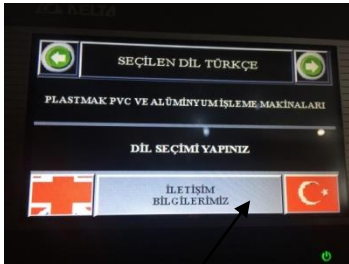 DELTA
SEÇİLEN DİL TÜRKÇE
PLASTMAK PVC VE ALÜMİNYUM İŞLEME MAKİNALARI
DİL SEÇİMİ YAPINIZ
İLETİŞİM
BİLGİLERİMİZ